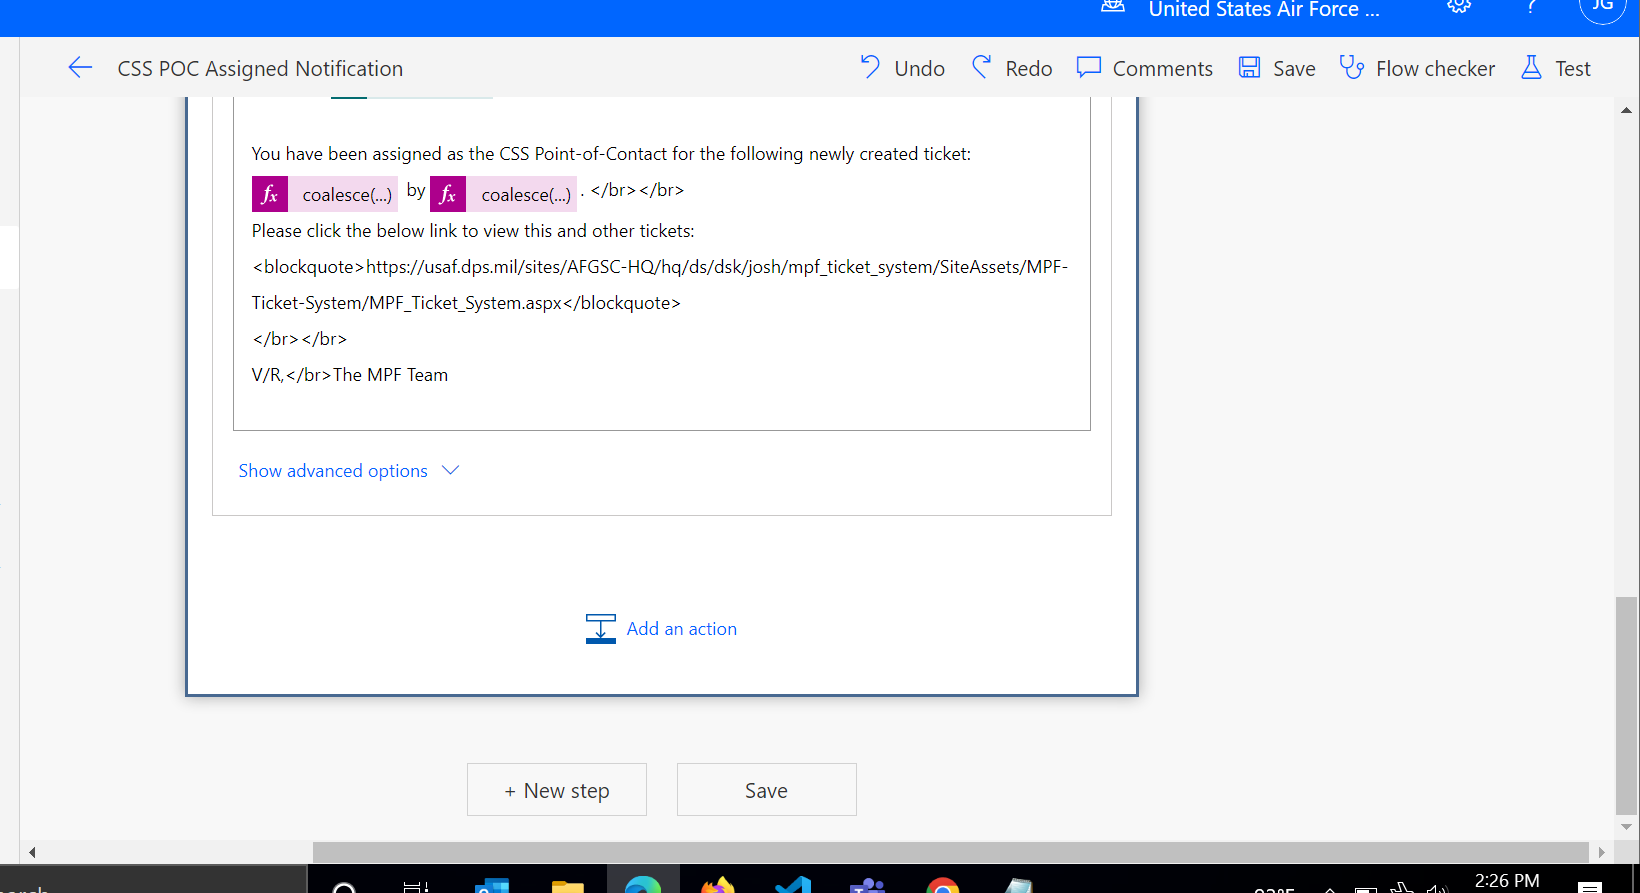 United States Air Force ...
?
JG
CSS POC Assigned Notification
Undo
Redo
Comments
Save
Flow checker
Test
You have been assigned as the CSS Point-of-Contact for the following newly created ticket:
fx coalesce(...) by fx coalesce(...) . </br></br>
Please click the below link to view this and other tickets:
<blockquote>https://usaf.dps.mil/sites/AFGSC-HQ/hq/ds/dsk/josh/mpf_ticket_system/SiteAssets/MPF-
Ticket-System/MPF_Ticket_System.aspx</blockquote>
</br></br>
V/R,</br>The MPF Team
Show advanced options
Add an action
+ New step
Save
2:26 PM